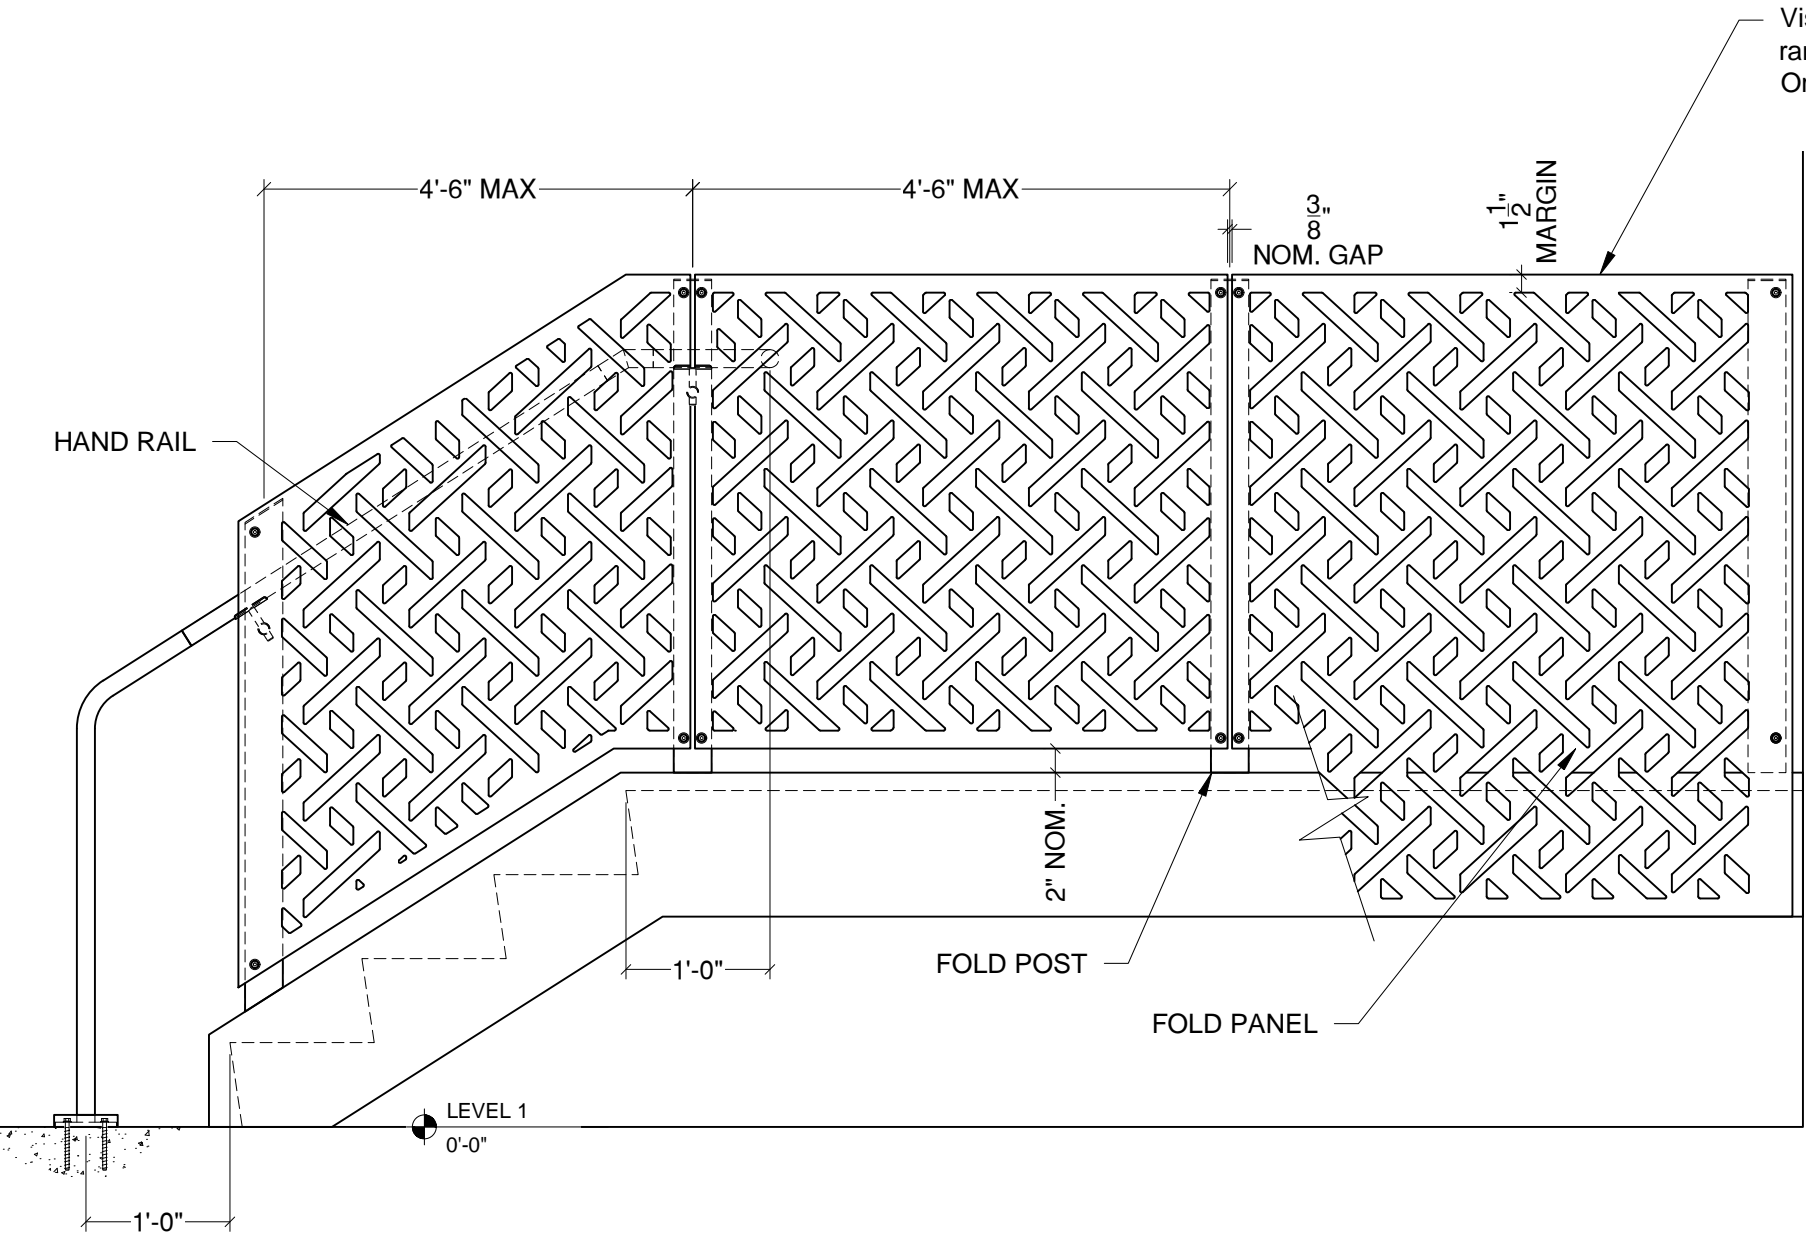 4'-6" MAX
4'-6" MAX
3/8"
NOM. GAP
1 1/2"
MARGIN
HAND RAIL
2" NOM.
1'-0"
FOLD POST
FOLD PANEL
LEVEL 1
0'-0"
1'-0"